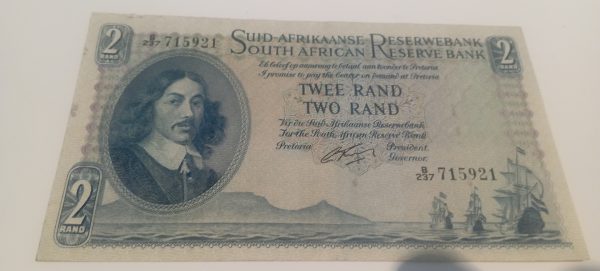 2 RAND
B/237 715921
SUID-AFRIKAANSE RESERWEBANK
SOUTH AFRICAN RESERVE BANK
2 RAND
Ek beloof op aanvraag te betaal aan toonder te Pretoria
I promise to pay the bearer on demand at Pretoria
TWEE RAND
TWO RAND
Vir die Suid-Afrikaanse Reserwebank
For the South African Reserve Bank
Pretoria
President.
Governor.
B/237 715921
2 RAND